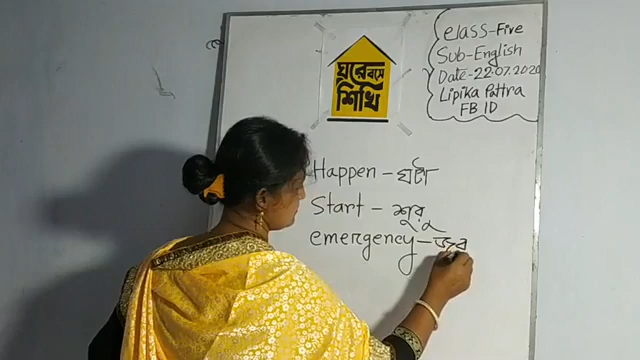 ঘরে বসে
শিখি
Class-Five
Sub-English
Date-22.07.2020
Lipika Pattra
FB ID
Happen - ঘটা
Start - শুরু
emergency - জর